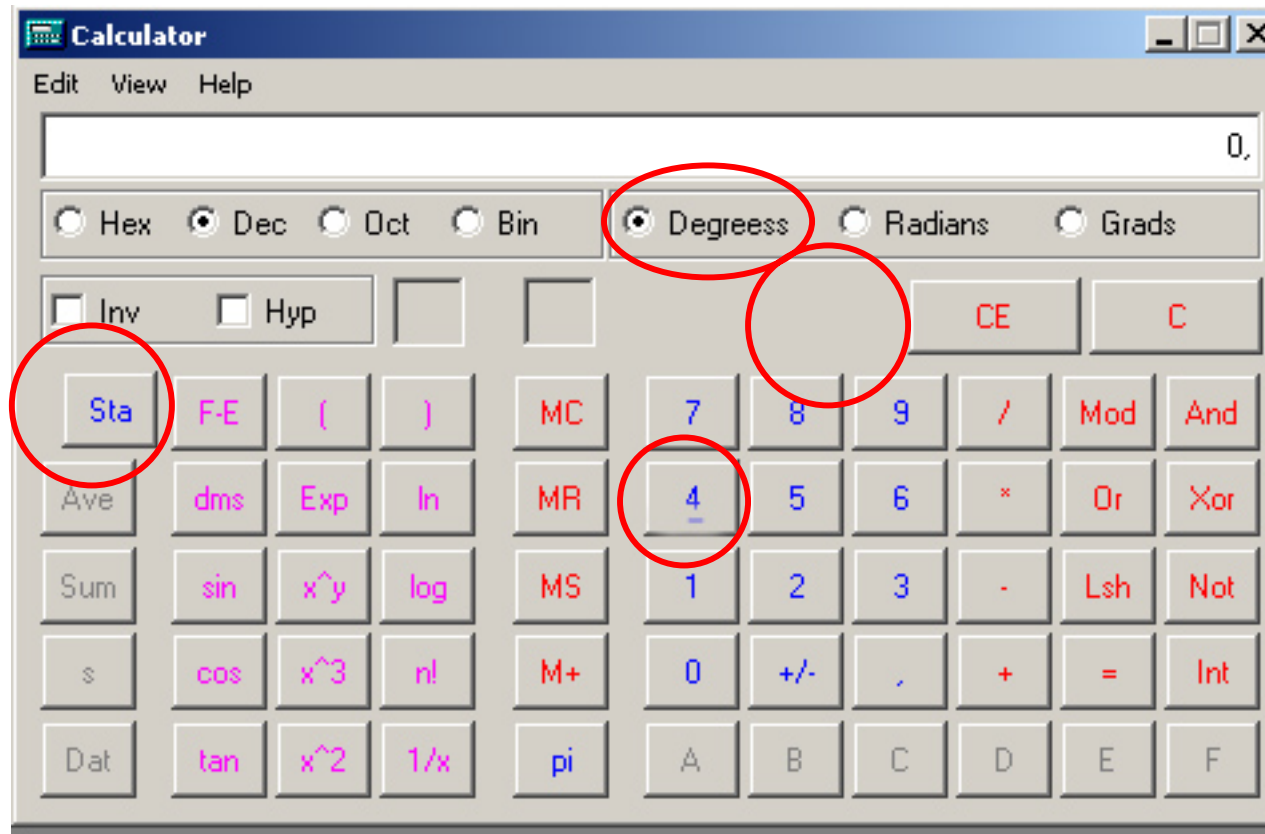 Calculator
Edit View Help
0,
Hex Dec Oct Bin Degreess Radians Grads
Inv Hyp CE C
Sta F-E ( ) MC 7 8 9 / Mod And
Ave dms Exp ln MR 4 5 6 * Or Xor
Sum sin x^y log MS 1 2 3 - Lsh Not
s cos x^3 n! M+ 0 +/- , + = Int
Dat tan x^2 1/x pi A B C D E F